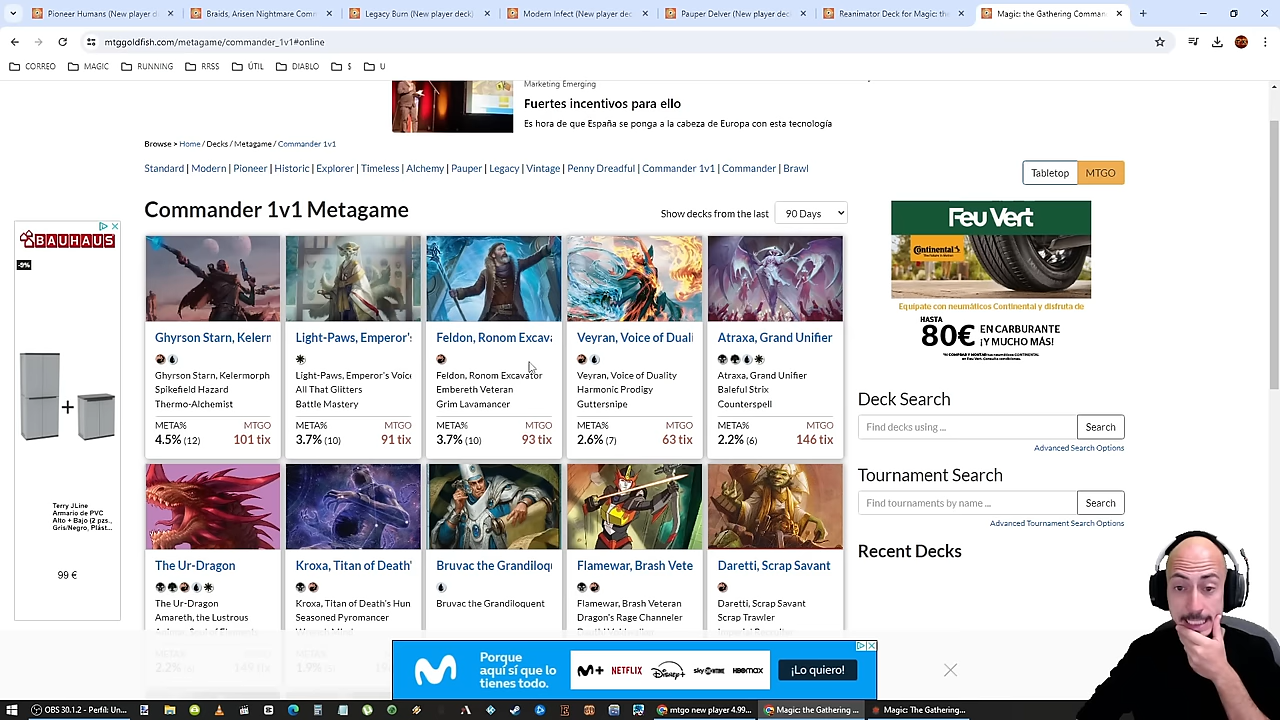 Pioneer Humans (New player d
Braids, Arisen Nightmare Comm
Legacy Burn (New player deck)
Modern Infect (New player dec
Pauper Delver (New player dec
Reanimator Deck for Magic: the
Magic: the Gathering Comman
mtggoldfish.com/metagame/commander_1v1#online
CORREO
MAGIC
RUNNING
RRSS
ÚTIL
DIABLO
$
U
Marketing Emerging
Fuertes incentivos para ello
Es hora de que España se ponga a la cabeza de Europa con esta tecnología
Browse > Home / Decks / Metagame / Commander 1v1
Standard | Modern | Pioneer | Historic | Explorer | Timeless | Alchemy | Pauper | Legacy | Vintage | Penny Dreadful | Commander 1v1 | Commander | Brawl
Tabletop
MTGO
Commander 1v1 Metagame
Show decks from the last
90 Days
BAUHAUS
-9%
Terry JLine
Armario de PVC
Alto + Bajo (2 pzs.,
Gris/Negro, Plást...
99 €
Ghyrson Starn, Kelerm
Ghyrson Starn, Kelermorph
Spikefield Hazard
Thermo-Alchemist
META%
MTGO
4.5% (12)
101 tix
Light-Paws, Emperor's
Light-Paws, Emperor's Voice
All That Glitters
Battle Mastery
META%
MTGO
3.7% (10)
91 tix
Feldon, Ronom Excava
Feldon, Ronom Excavator
Embereth Veteran
Grim Lavamancer
META%
MTGO
3.7% (10)
93 tix
Veyran, Voice of Duali
Veyran, Voice of Duality
Harmonic Prodigy
Guttersnipe
META%
MTGO
2.6% (7)
63 tix
Atraxa, Grand Unifier
Atraxa, Grand Unifier
Baleful Strix
Counterspell
META%
MTGO
2.2% (6)
146 tix
The Ur-Dragon
The Ur-Dragon
Amareth, the Lustrous
META%
MTGO
2.2%
149 tix
Kroxa, Titan of Death'
Kroxa, Titan of Death's Hun
Seasoned Pyromancer
META%
1.9%
Bruvac the Grandiloqu
Bruvac the Grandiloquent
Flamewar, Brash Vete
Flamewar, Brash Veteran
Dragon's Rage Channeler
Daretti, Scrap Savant
Daretti, Scrap Savant
Scrap Trawler
Feu Vert
Continental
Equípate con neumáticos Continental y disfruta de
HASTA
80€
EN CARBURANTE
¡Y MUCHO MÁS!
Deck Search
Find decks using ...
Search
Advanced Search Options
Tournament Search
Find tournaments by name ...
Search
Advanced Tournament Search Options
Recent Decks
Porque
aquí sí que lo
tienes todo.
M+
NETFLIX
Disney+
SKY SHOWTIME
HBOMAX
¡Lo quiero!
OBS 30.1.2 - Perfil: Un...
mtgo new player 4.99...
Magic: the Gathering ...
Magic: The Gathering...